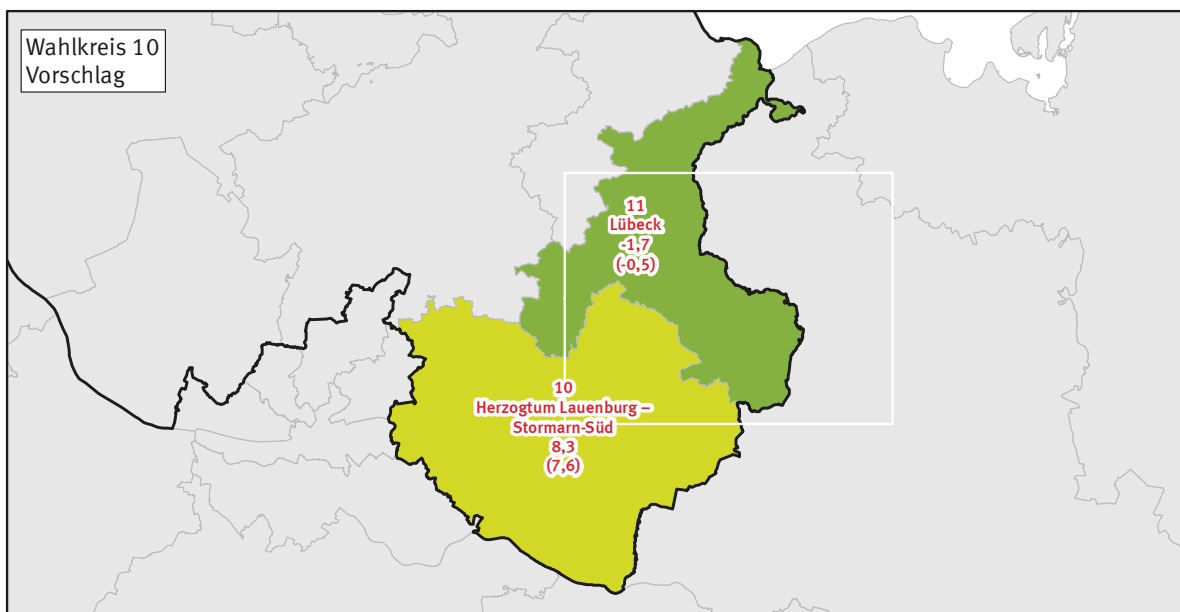 Wahlkreis 10
Vorschlag
11
Lübeck
-1,7
(-0,5)
10
Herzogtum Lauenburg –
Stormarn-Süd
8,3
(7,6)